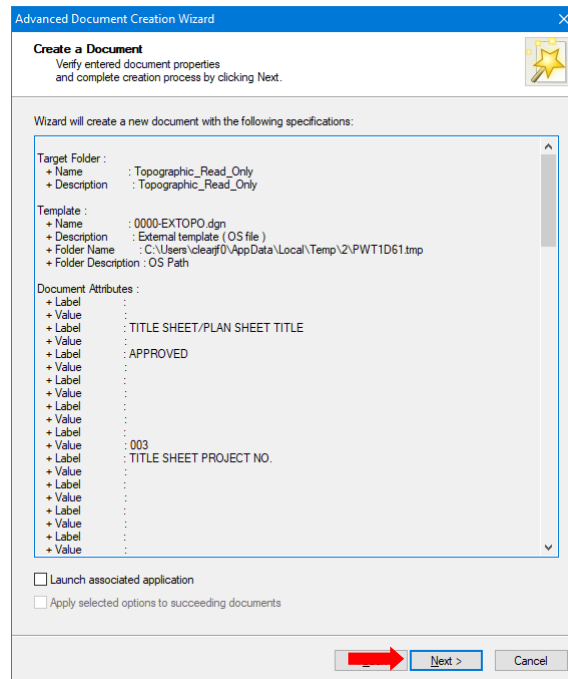 Advanced Document Creation Wizard
Create a Document
Verify entered document properties
and complete creation process by clicking Next.
Wizard will create a new document with the following specifications:
Target Folder :
+ Name : Topographic_Read_Only
+ Description : Topographic_Read_Only
Template :
+ Name : 0000-EXTOPO.dgn
+ Description : External template ( OS file )
+ Folder Name : C:\Users\clearjf0\AppData\Local\Temp\2\PWT1D61.tmp
+ Folder Description : OS Path
Document Attributes :
+ Label :
+ Value :
+ Label : TITLE SHEET/PLAN SHEET TITLE
+ Value :
+ Label : APPROVED
+ Value :
+ Label :
+ Value :
+ Label :
+ Value :
+ Label :
+ Value : 003
+ Label : TITLE SHEET PROJECT NO.
+ Value :
+ Label :
+ Value :
+ Label :
+ Value :
+ Label :
+ Value :
Launch associated application
Apply selected options to succeeding documents
Next > Cancel